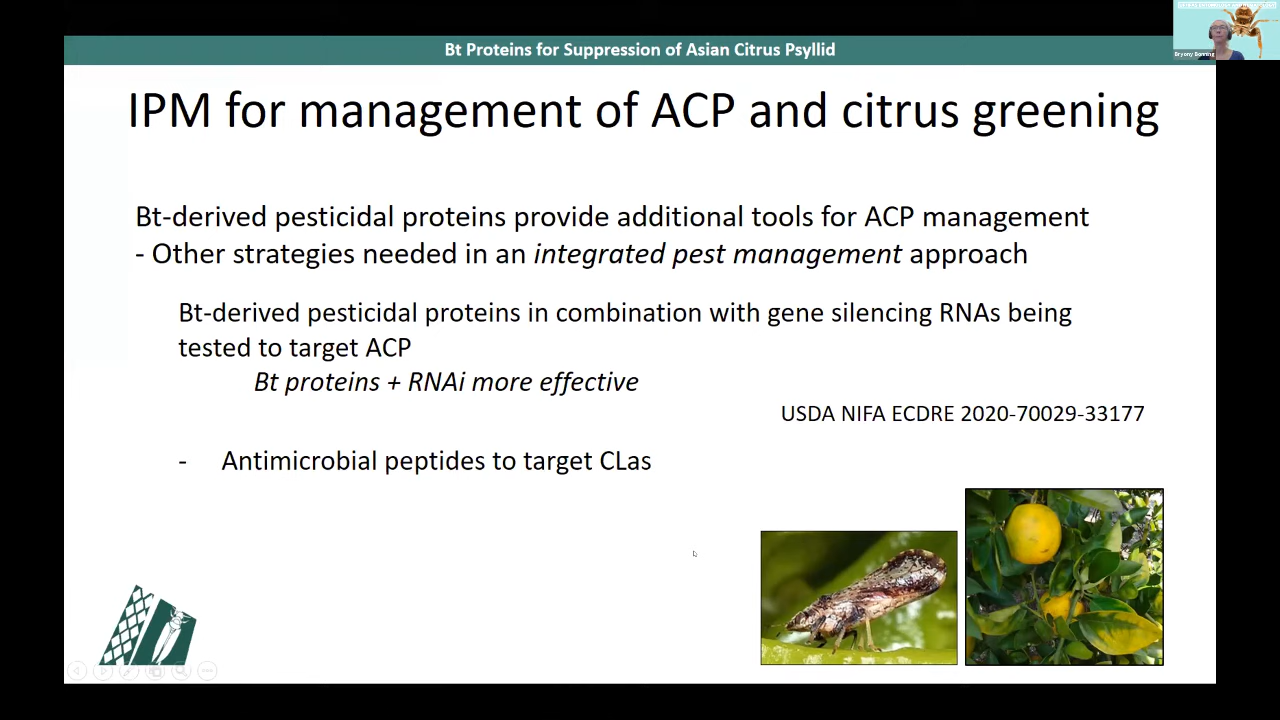 Bt Proteins for Suppression of Asian Citrus Psyllid
Bryony Bonning
IPM for management of ACP and citrus greening
Bt-derived pesticidal proteins provide additional tools for ACP management
- Other strategies needed in an integrated pest management approach
Bt-derived pesticidal proteins in combination with gene silencing RNAs being
tested to target ACP
Bt proteins + RNAi more effective
USDA NIFA ECDRE 2020-70029-33177
- Antimicrobial peptides to target CLas